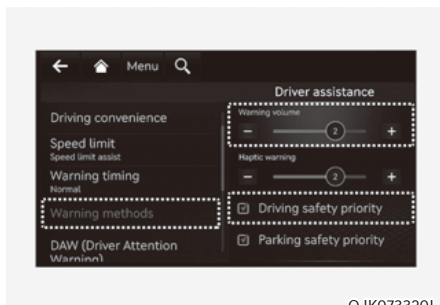 Menu
Driver assistance
Driving convenience
Speed limit
Speed limit assist
Warning timing
Normal
Warning methods
DAW (Driver Attention
Warning)
Warning volume
− 2 +
Haptic warning
− 2 +
Driving safety priority
Parking safety priority